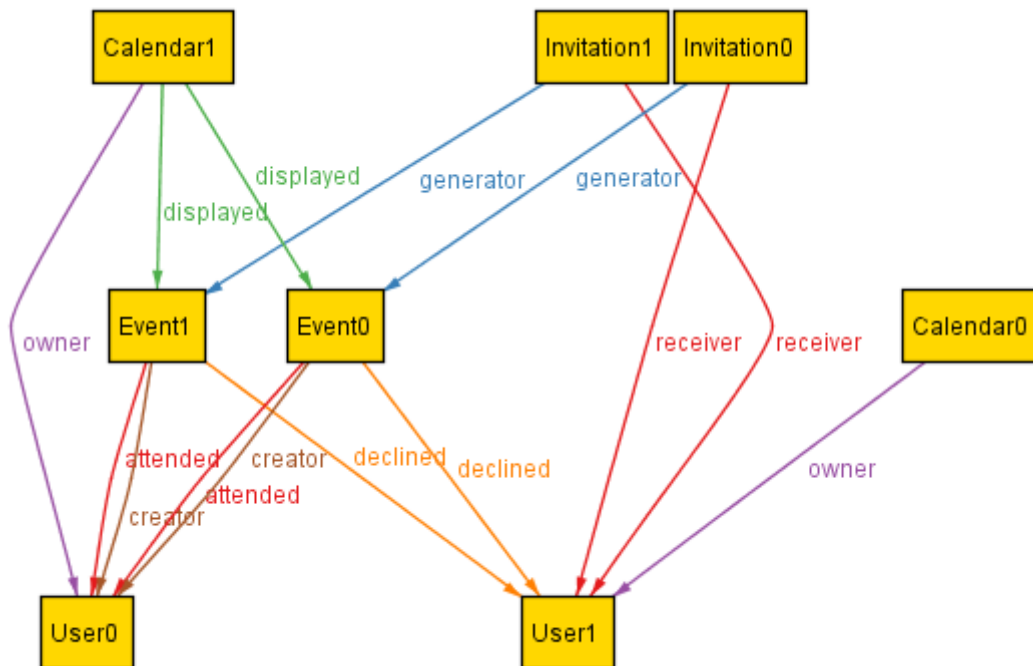 Calendar1
Invitation1
Invitation0
displayed
generator
generator
displayed
Event1
Event0
Calendar0
owner
receiver
receiver
attended
creator
declined
declined
owner
attended
creator
User0
User1